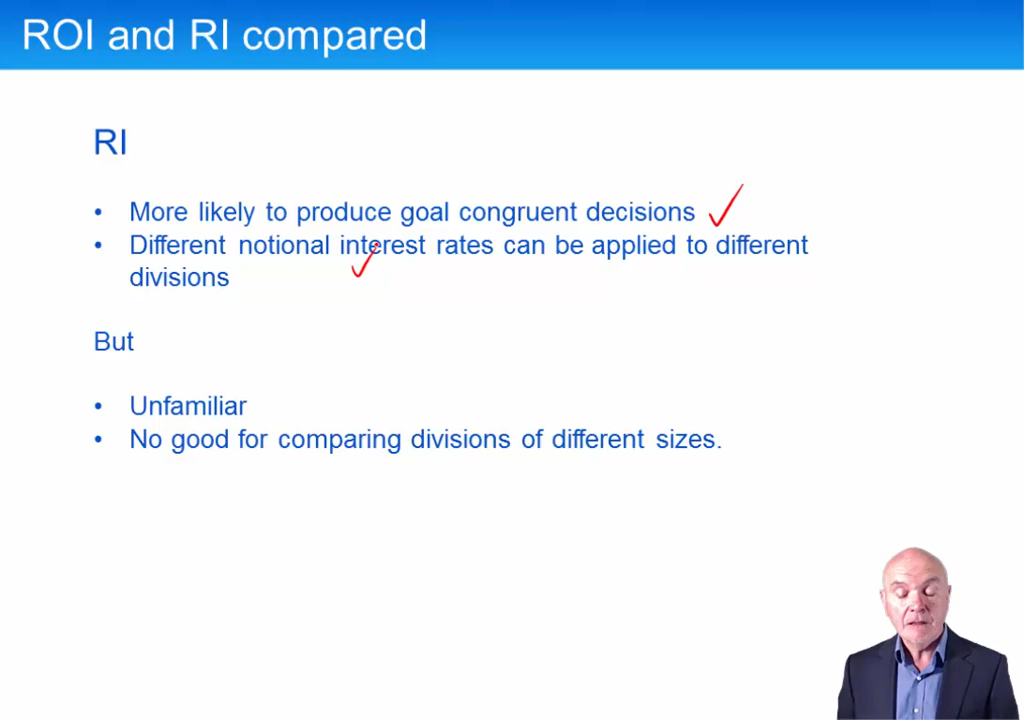 ROI and RI compared
RI
• More likely to produce goal congruent decisions
• Different notional interest rates can be applied to different
divisions
But
• Unfamiliar
• No good for comparing divisions of different sizes.